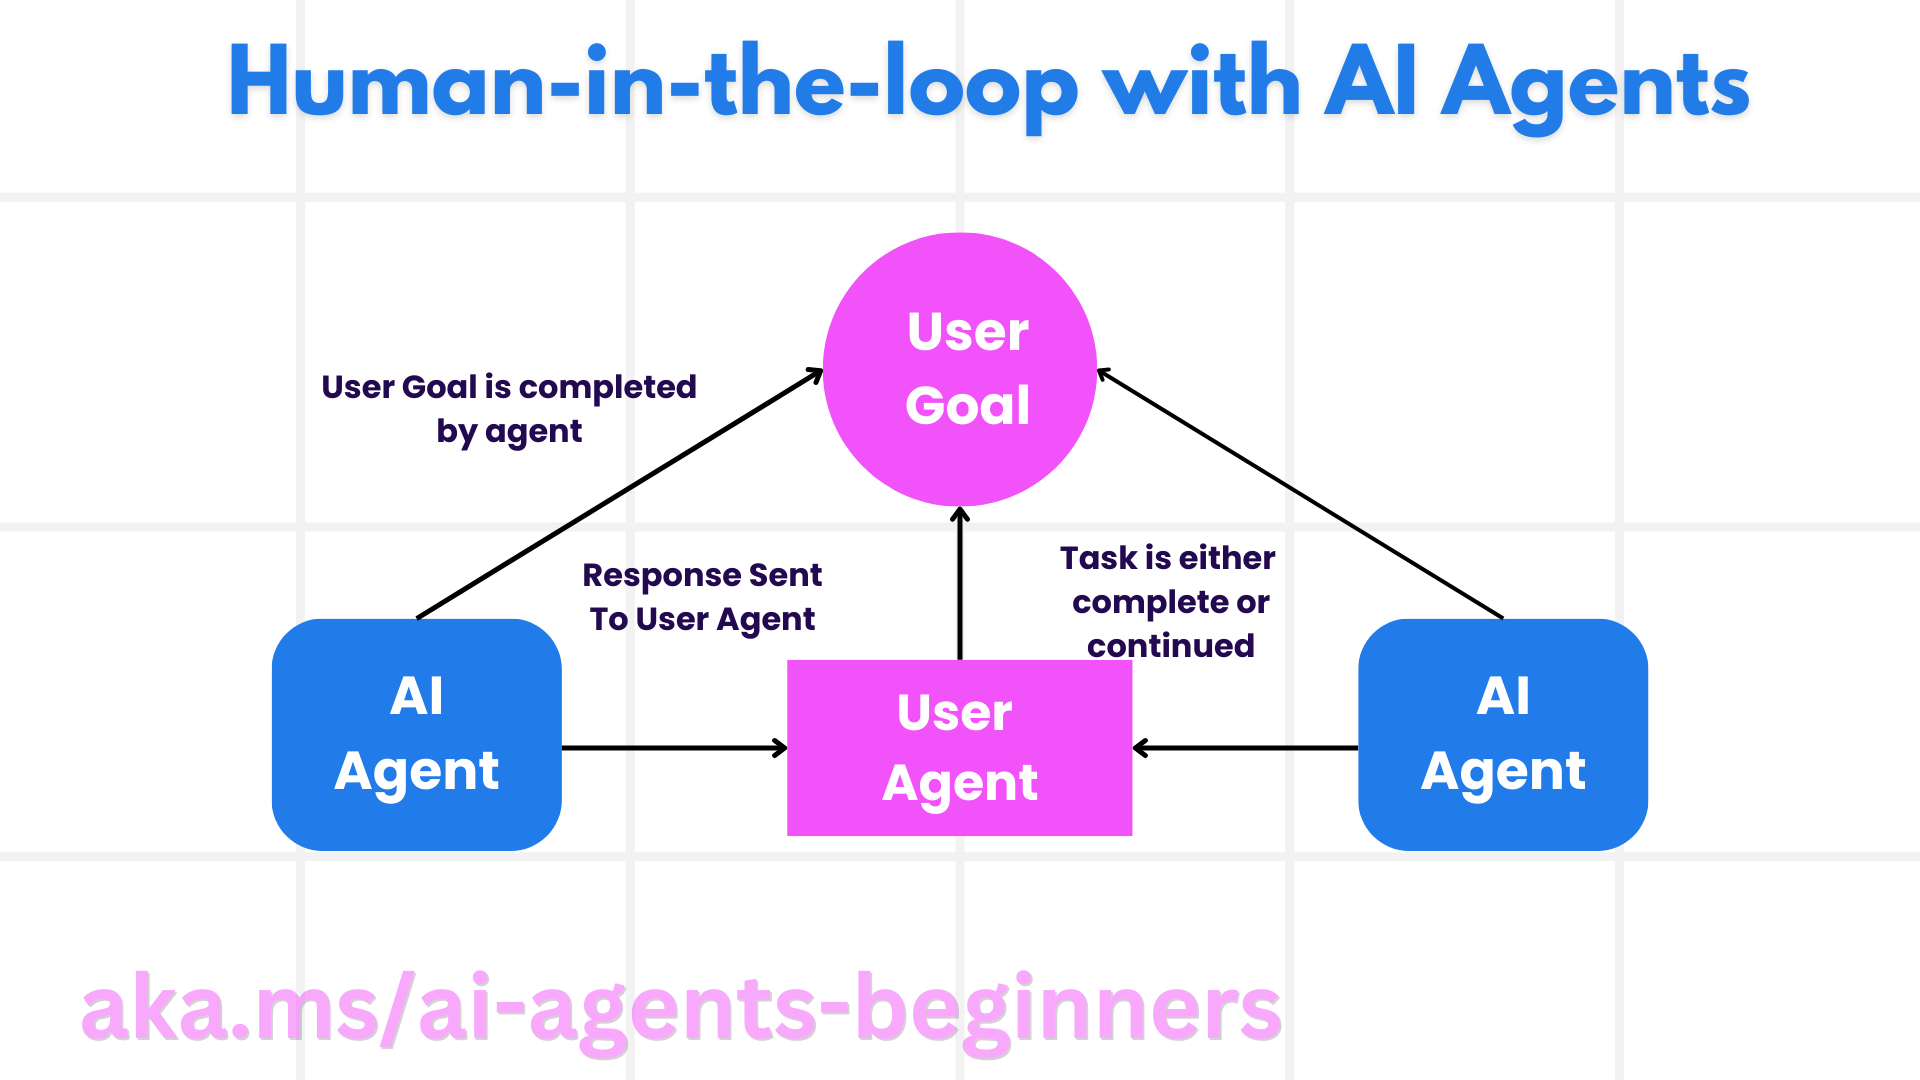 Human-in-the-loop with AI Agents
User
Goal
User Goal is completed
by agent
Response Sent
To User Agent
Task is either
complete or
continued
AI
Agent
User
Agent
AI
Agent
aka.ms/ai-agents-beginners